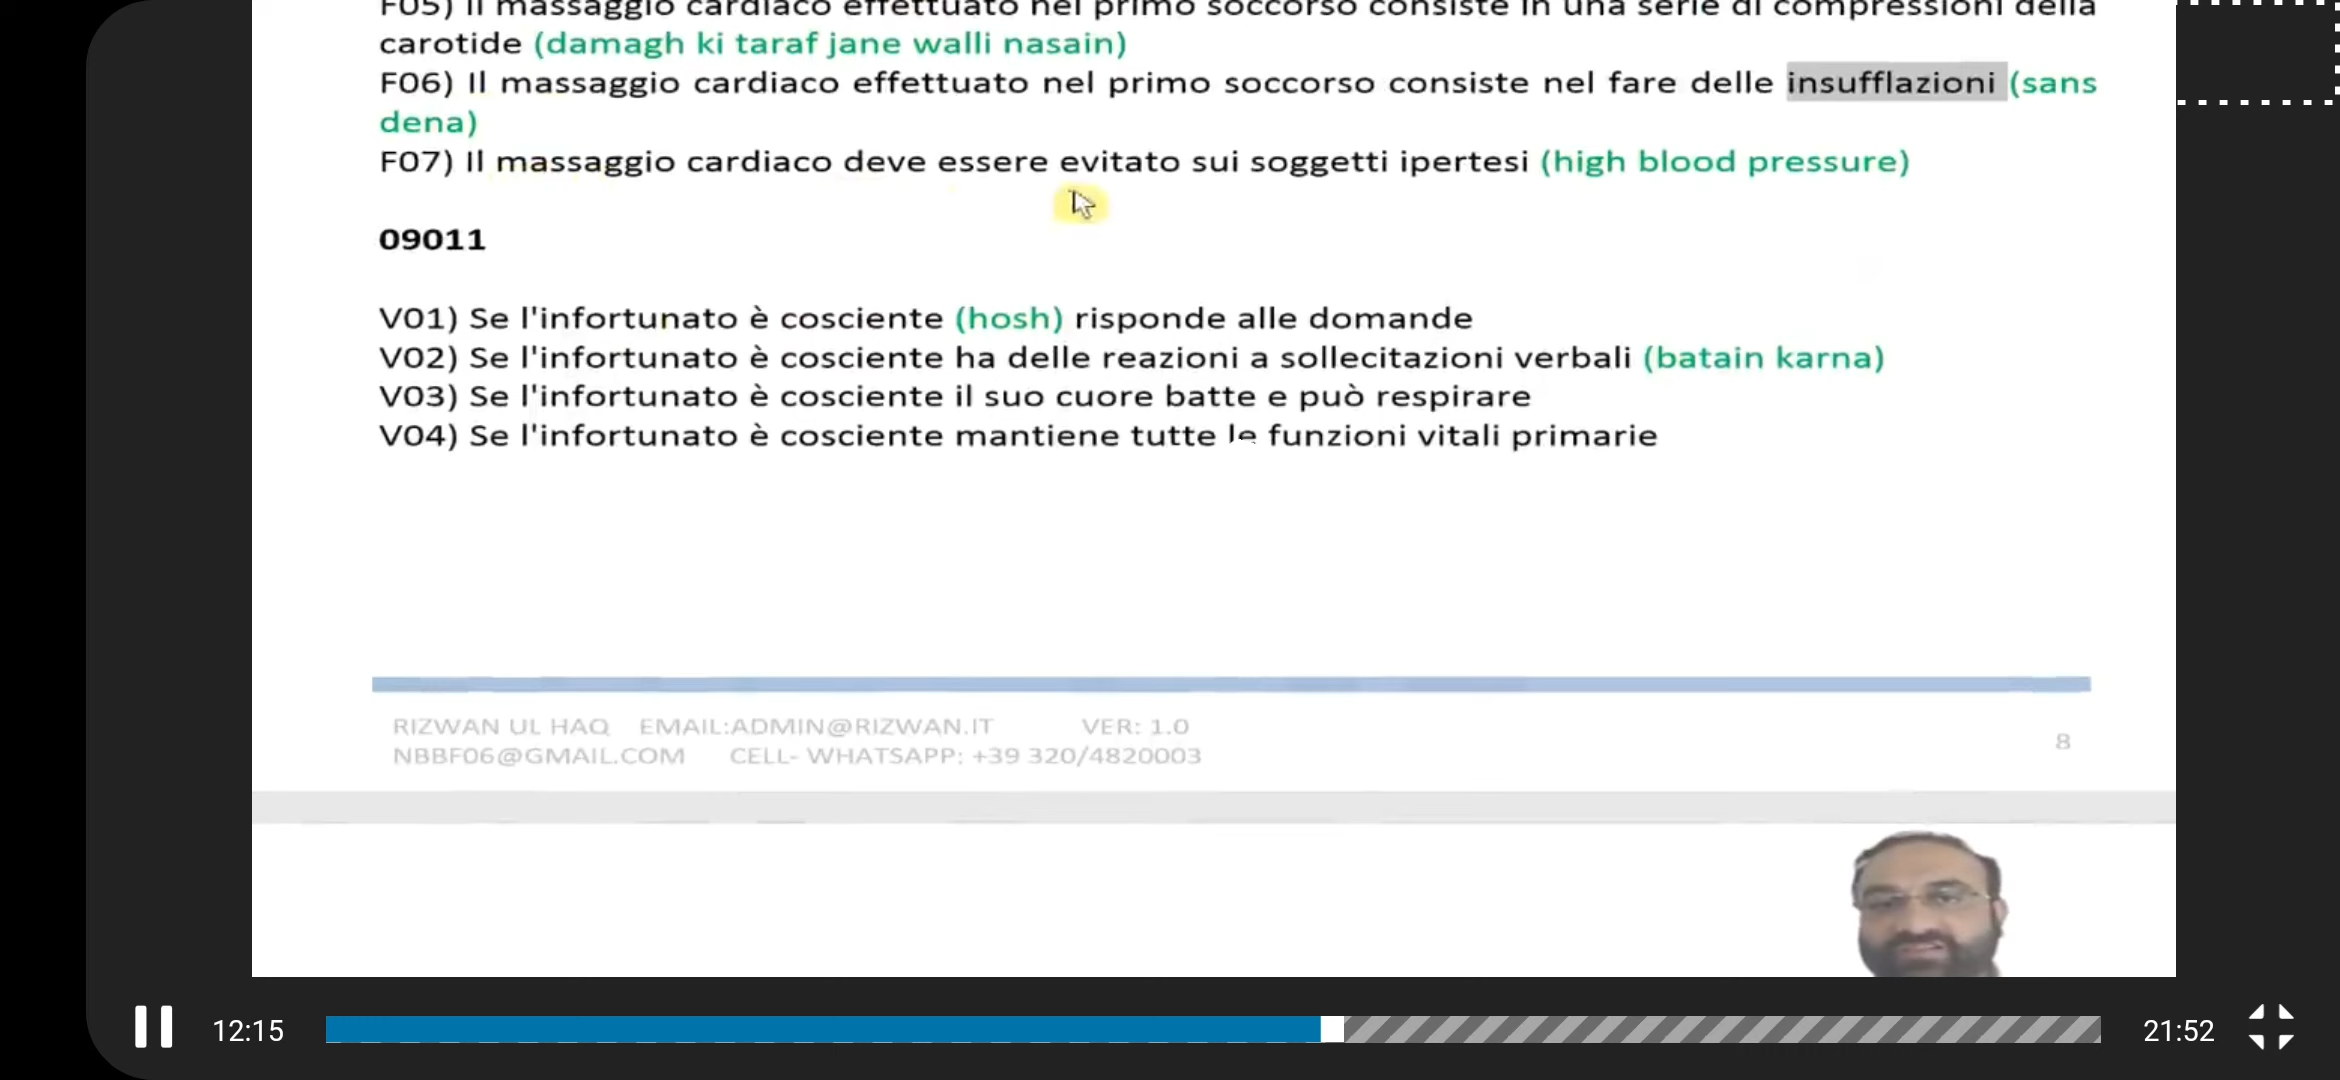 F05) Il massaggio cardiaco effettuato nel primo soccorso consiste in una serie di compressioni della
carotide (damagh ki taraf jane walli nasain)
F06) Il massaggio cardiaco effettuato nel primo soccorso consiste nel fare delle insufflazioni (sans
dena)
F07) Il massaggio cardiaco deve essere evitato sui soggetti ipertesi (high blood pressure)
09011
V01) Se l'infortunato è cosciente (hosh) risponde alle domande
V02) Se l'infortunato è cosciente ha delle reazioni a sollecitazioni verbali (batain karna)
V03) Se l'infortunato è cosciente il suo cuore batte e può respirare
V04) Se l'infortunato è cosciente mantiene tutte le funzioni vitali primarie
RIZWAN UL HAQ EMAIL:ADMIN@RIZWAN.IT VER: 1.0
NBBF06@GMAIL.COM CELL- WHATSAPP: +39 320/4820003
8
12:15
21:52